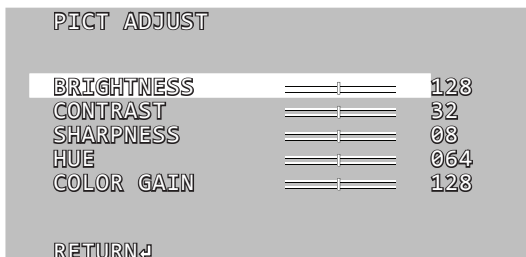 PICT ADJUST
BRIGHTNESS 128
CONTRAST 32
SHARPNESS 08
HUE 064
COLOR GAIN 128
RETURN↲